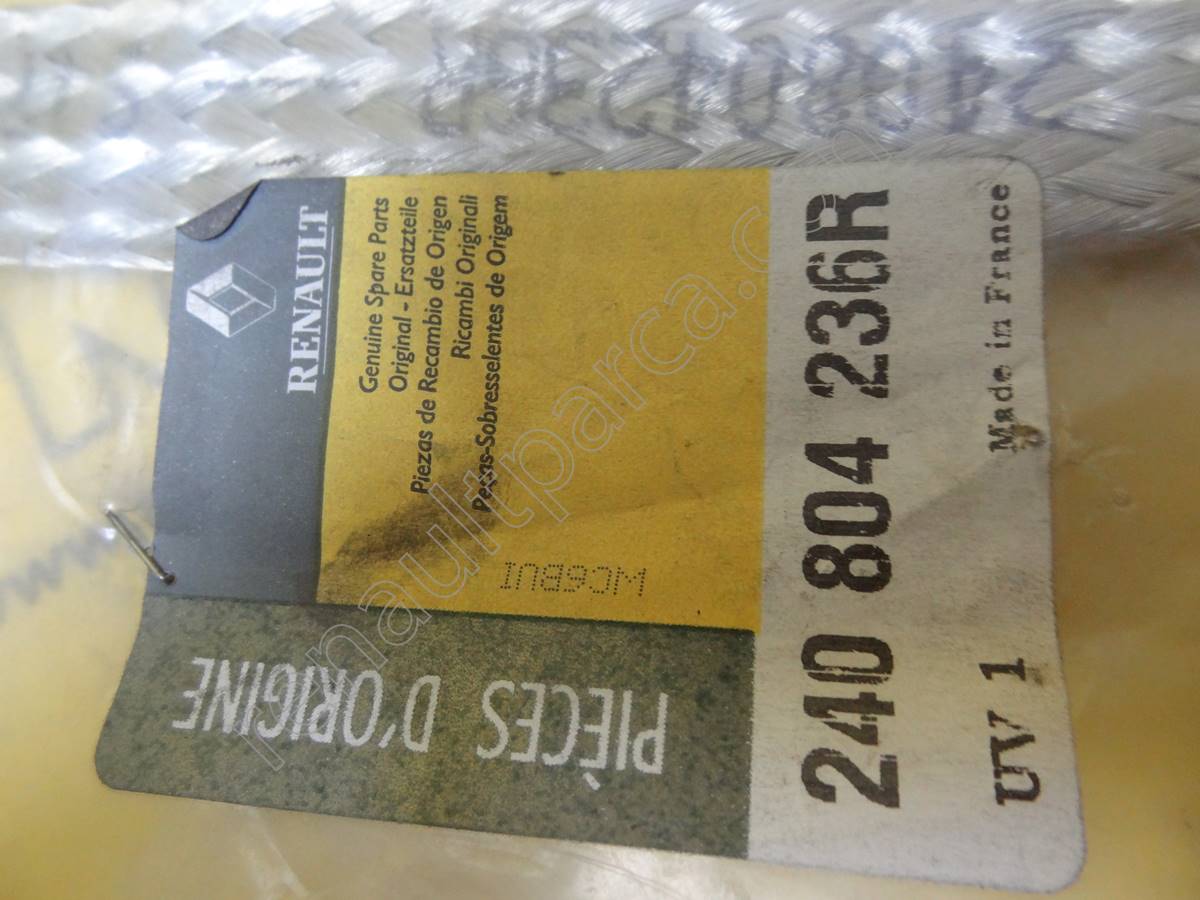 RENAULT
Genuine Spare Parts
Original - Ersatzteile
Piezas de Recambio de Origen
Ricambi Originali
Peças-Sobresselentes de Origem
WC6BUI
PIÈCES D'ORIGINE
240 804 236R
UV 1 Made in France